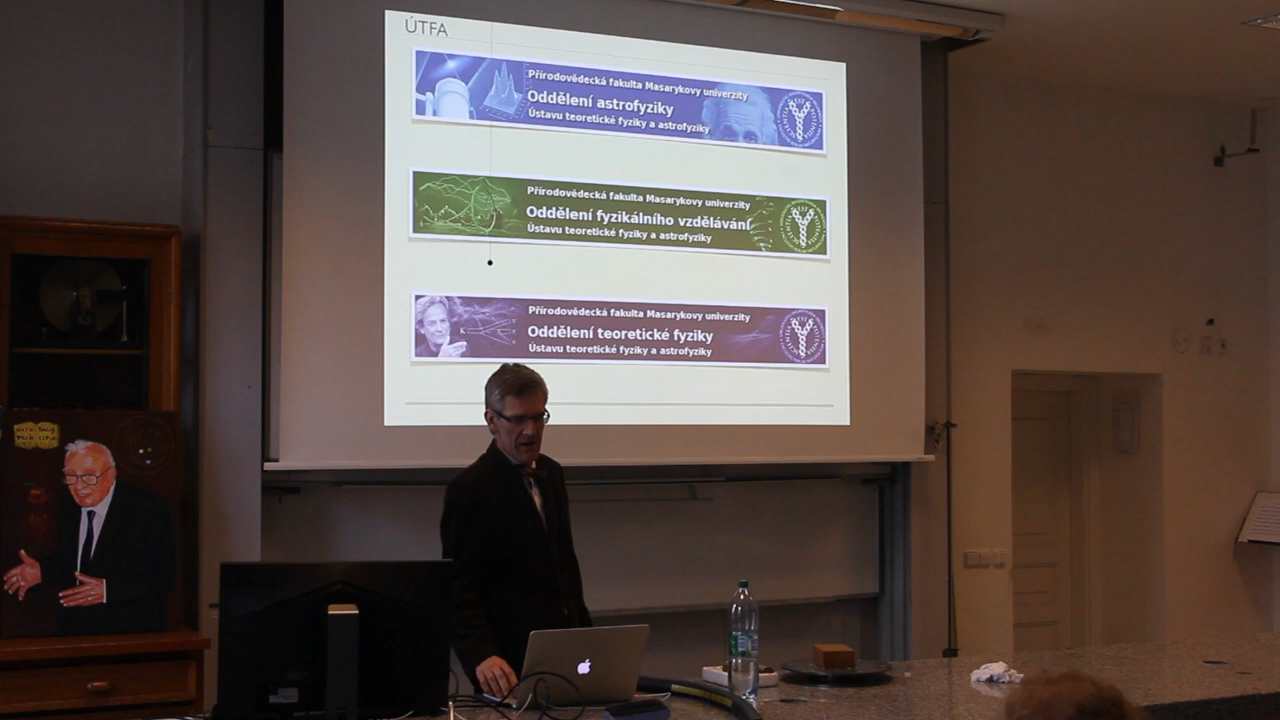 ÚTFA
Přírodovědecká fakulta Masarykovy univerzity
Oddělení astrofyziky
Ústavu teoretické fyziky a astrofyziky
Přírodovědecká fakulta Masarykovy univerzity
Oddělení fyzikálního vzdělávání
Ústavu teoretické fyziky a astrofyziky
Přírodovědecká fakulta Masarykovy univerzity
Oddělení teoretické fyziky
Ústavu teoretické fyziky a astrofyziky